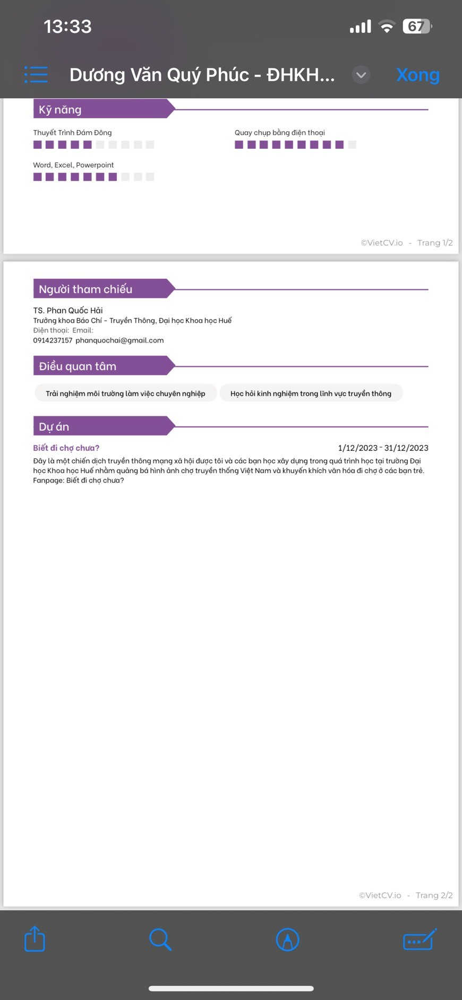 13:33
67
Dương Văn Quý Phúc - ĐHKH...
Xong
Kỹ năng
Thuyết Trình Đám Đông
Quay chụp bằng điện thoại
Word, Excel, Powerpoint
©VietCV.io - Trang 1/2
Người tham chiếu
TS. Phan Quốc Hải
Trưởng khoa Báo Chí - Truyền Thông, Đại học Khoa học Huế
Điện thoại: Email:
0914237157 phanquochai@gmail.com
Điều quan tâm
Trải nghiệm môi trường làm việc chuyên nghiệp
Học hỏi kinh nghiệm trong lĩnh vực truyền thông
Dự án
Biết đi chợ chưa?
1/12/2023 - 31/12/2023
Đây là một chiến dịch truyền thông mạng xã hội được tôi và các bạn học xây dựng trong quá trình học tại trường Đại
học Khoa học Huế nhằm quảng bá hình ảnh chợ truyền thống Việt Nam và khuyến khích văn hóa đi chợ ở các bạn trẻ.
Fanpage: Biết đi chợ chưa?
©VietCV.io - Trang 2/2